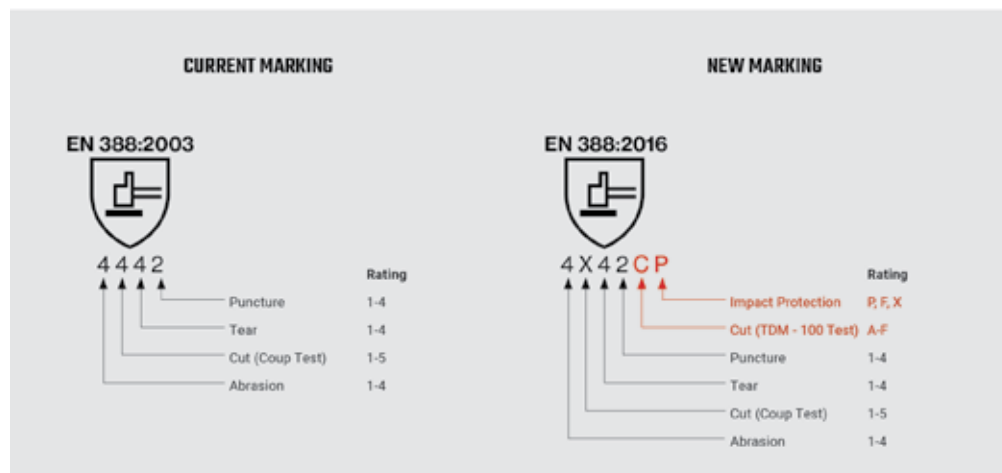 CURRENT MARKING
EN 388:2003
4 4 4 2
Rating
Puncture 1-4
Tear 1-4
Cut (Coup Test) 1-5
Abrasion 1-4
NEW MARKING
EN 388:2016
4 X 4 2 C P
Rating
Impact Protection P, F, X
Cut (TDM - 100 Test) A-F
Puncture 1-4
Tear 1-4
Cut (Coup Test) 1-5
Abrasion 1-4